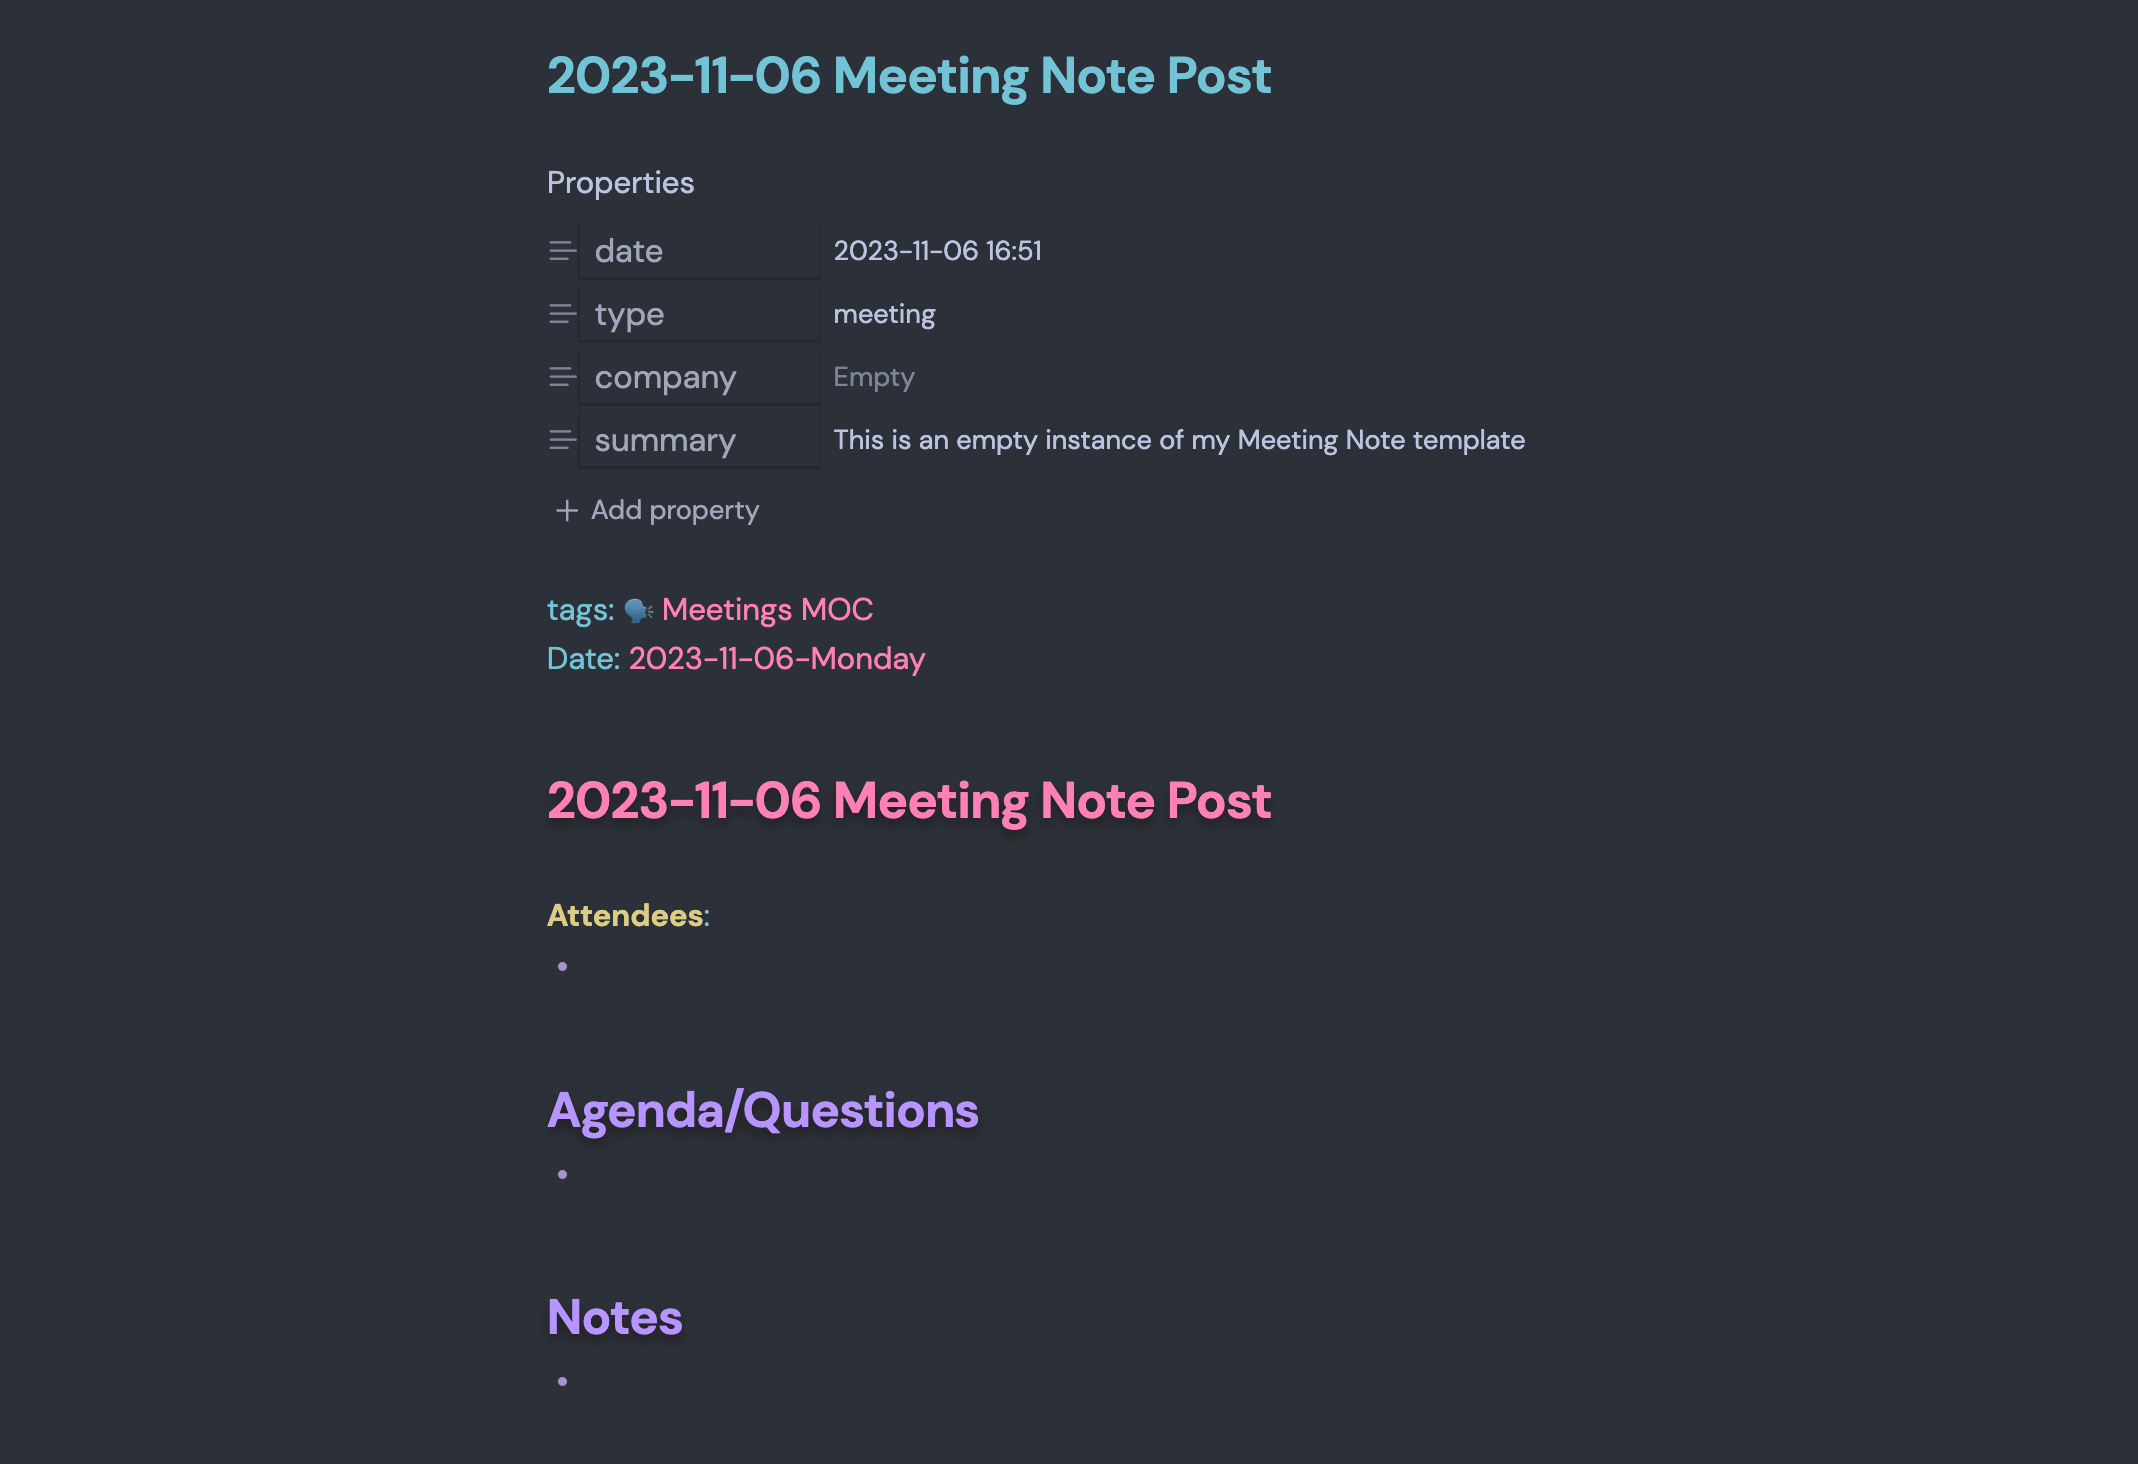 2023-11-06 Meeting Note Post
Properties
date 2023-11-06 16:51
type meeting
company Empty
summary This is an empty instance of my Meeting Note template
+ Add property
tags: 🗣️ Meetings MOC
Date: 2023-11-06-Monday
2023-11-06 Meeting Note Post
Attendees:
•
Agenda/Questions
•
Notes
•